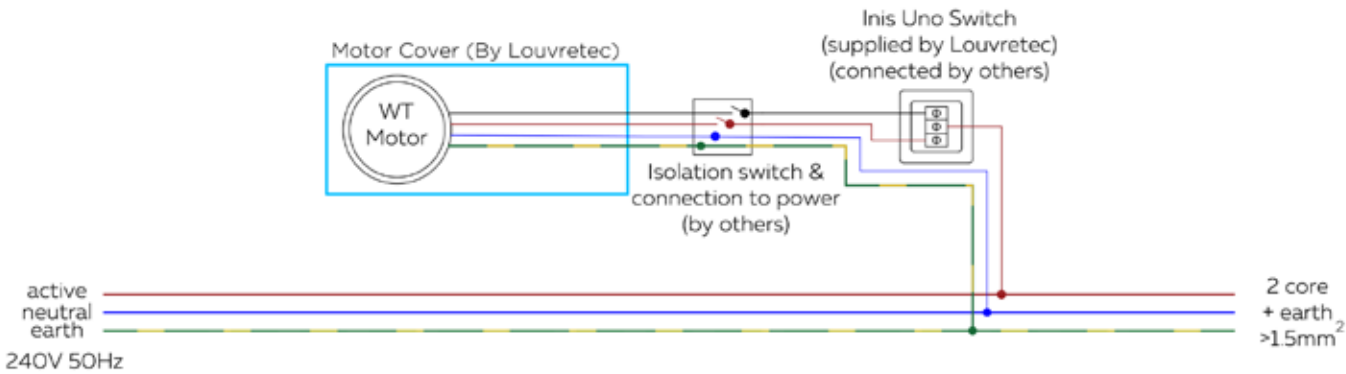 Inis Uno Switch
(supplied by Louvretec)
(connected by others)
Motor Cover (By Louvretec)
WT
Motor
Isolation switch &
connection to power
(by others)
active
neutral
earth
240V 50Hz
2 core
+ earth
>1.5mm²